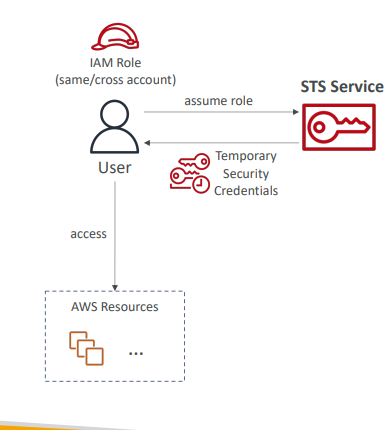 IAM Role
(same/cross account)
STS Service
assume role
User
Temporary
Security
Credentials
access
AWS Resources
...